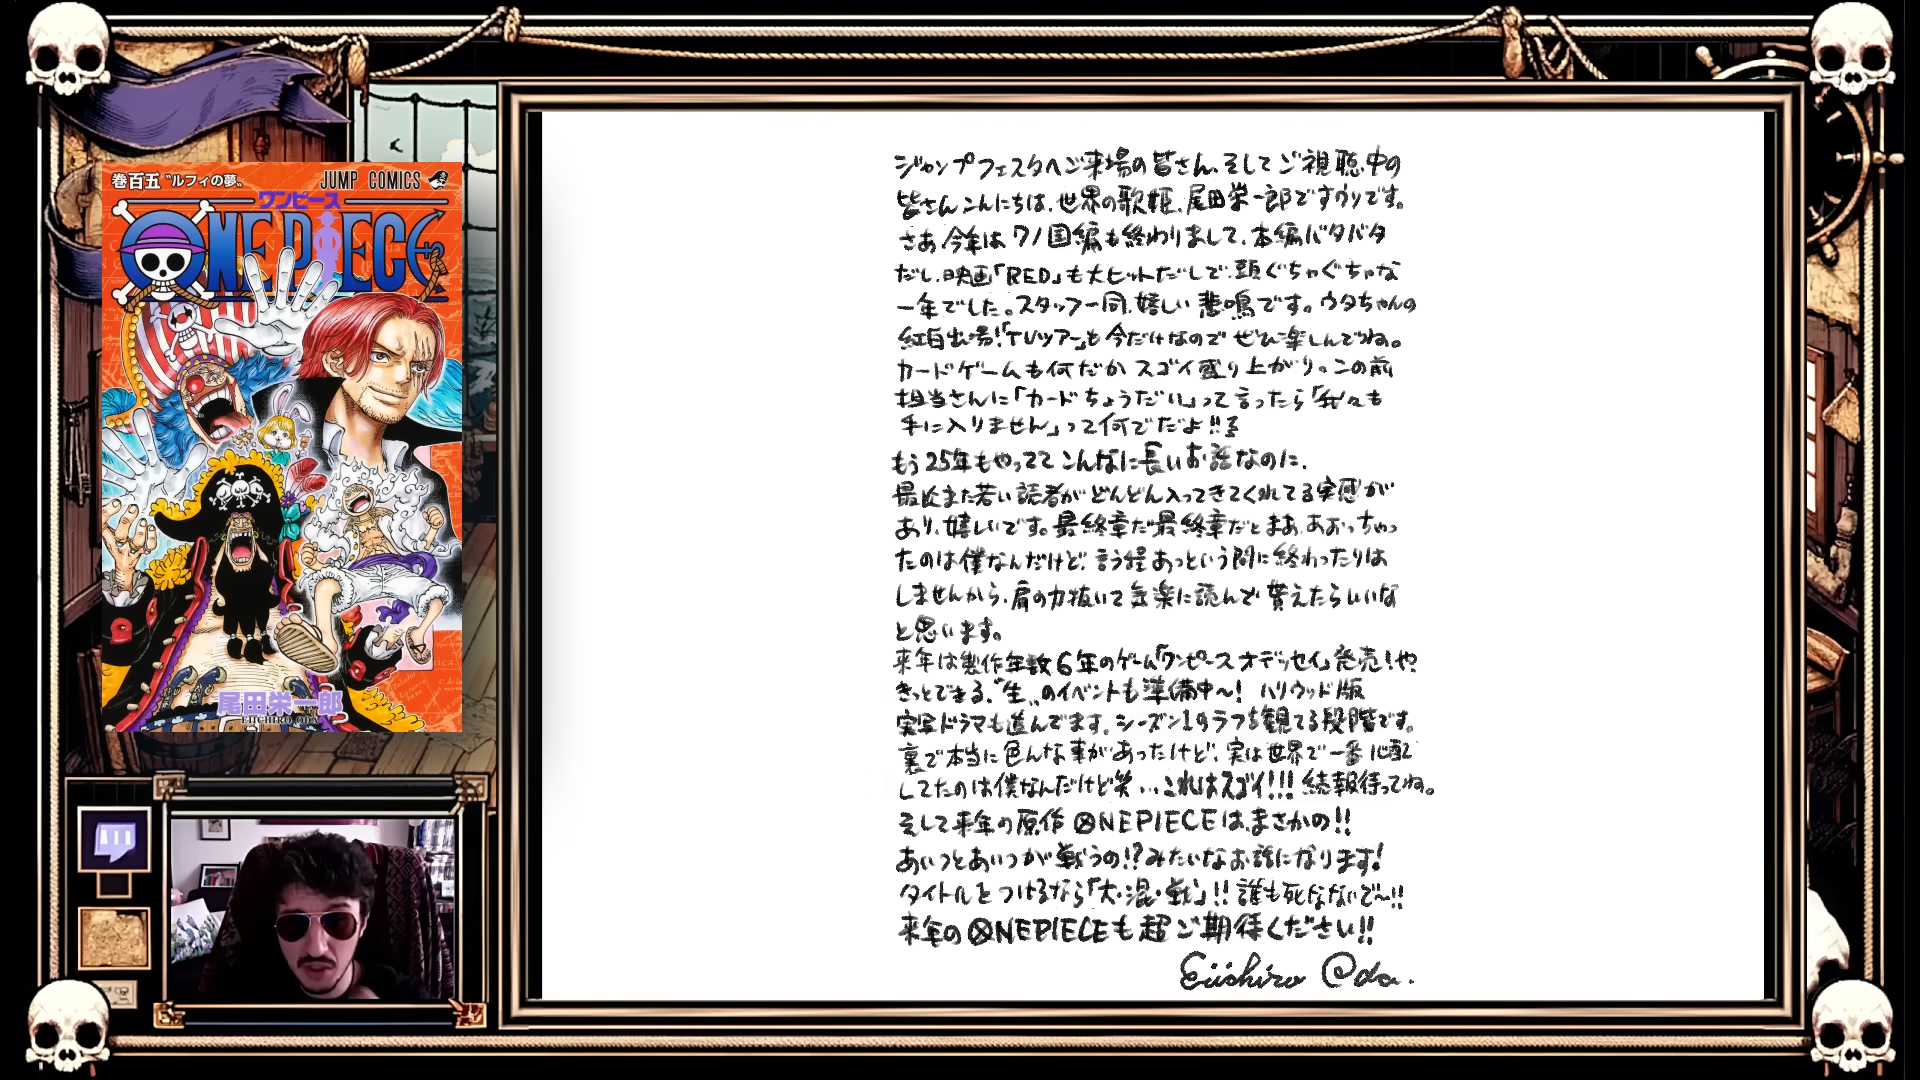 巻百五 "ルフィの夢"
JUMP COMICS
ワンピース
ONE PIECE
尾田栄一郎
EIICHIRO ODA
ジャンプフェスタへご来場の皆さん、そしてご視聴中の
皆さんこんにちは、世界の歌姫、尾田栄一郎ですウソです。
さあ今年はワノ国編も終わりまして、本編バタバタ
だし、映画「RED」も大ヒットだしで、頭ぐちゃぐちゃな
一年でした。スタッフ一同、嬉しい悲鳴です。ウタちゃんの
紅白出場!「TVツアー」も今だけなのでぜひ楽しんでね。
カードゲームも何だかスゴイ盛り上がり。この前
担当さんに「カードちょうだい」って言ったら「我々も
手に入りません」って何でだよ!!
もう25年もやっててこんなに長いお話なのに、
最近また若い読者がどんどん入ってきてくれてる実感が
あり、嬉しいです。最終章だ最終章だとまあ、あおっちゃっ
たのは僕なんだけど、言う程あっという間に終わったりは
しませんから、肩の力抜いて気楽に読んで貰えたらいいな
と思います。
来年は製作年数6年のゲーム「ワンピースオデッセイ」発売!や?
きっとできる、"生"のイベントも準備中〜! ハリウッド版
実写ドラマも進んでます。シーズン1のラフを観てる段階です。
裏で本当に色んな事があったけど、実は世界で一番心配
してたのは僕なんだけど笑…これはスゴイ!!! 続報待ってね。
そして来年の原作 ONEPIECEは、まさかの!!
あいつとあいつが戦うの!?みたいなお話になります!
タイトルをつけるなら「大・混・戦」!! 誰も死なないで〜!!
来年のONEPIECEも超ご期待ください!!
Eiichiro Oda.